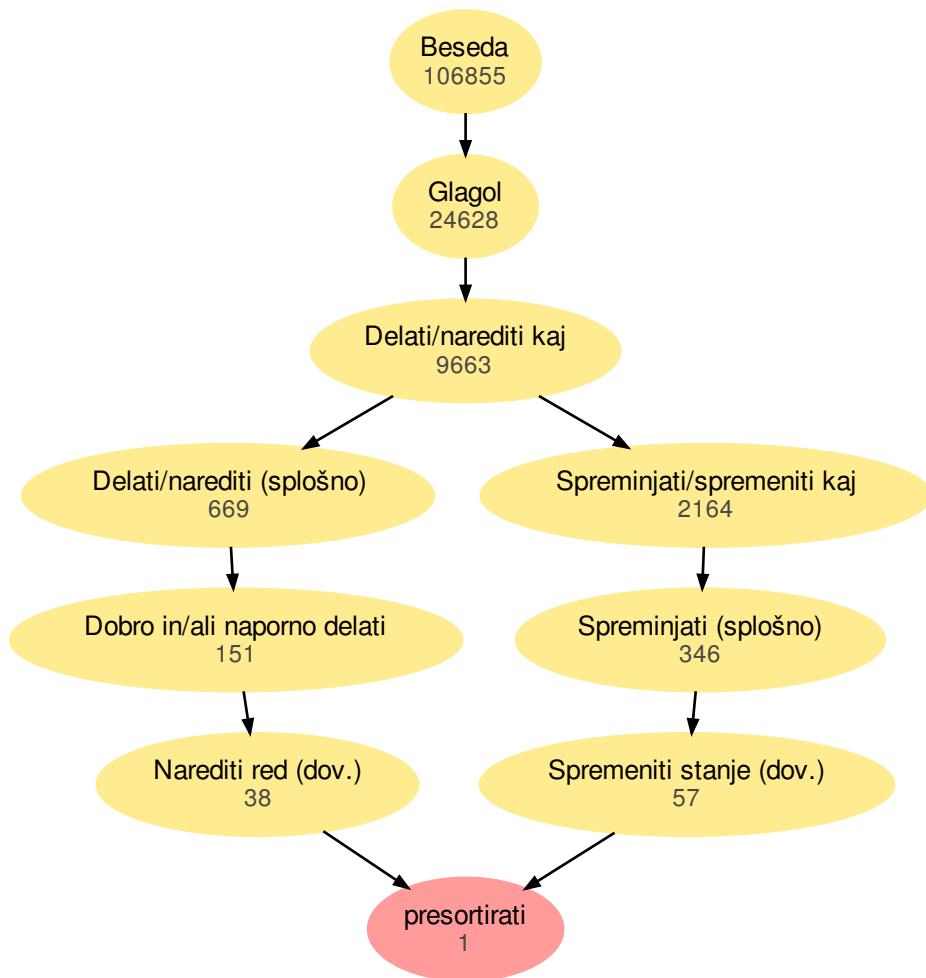 Beseda
106855
Glagol
24628
Delati/narediti kaj
9663
Delati/narediti (splošno)
669
Spreminjati/spremeniti kaj
2164
Dobro in/ali naporno delati
151
Spreminjati (splošno)
346
Narediti red (dov.)
38
Spremeniti stanje (dov.)
57
presortirati
1